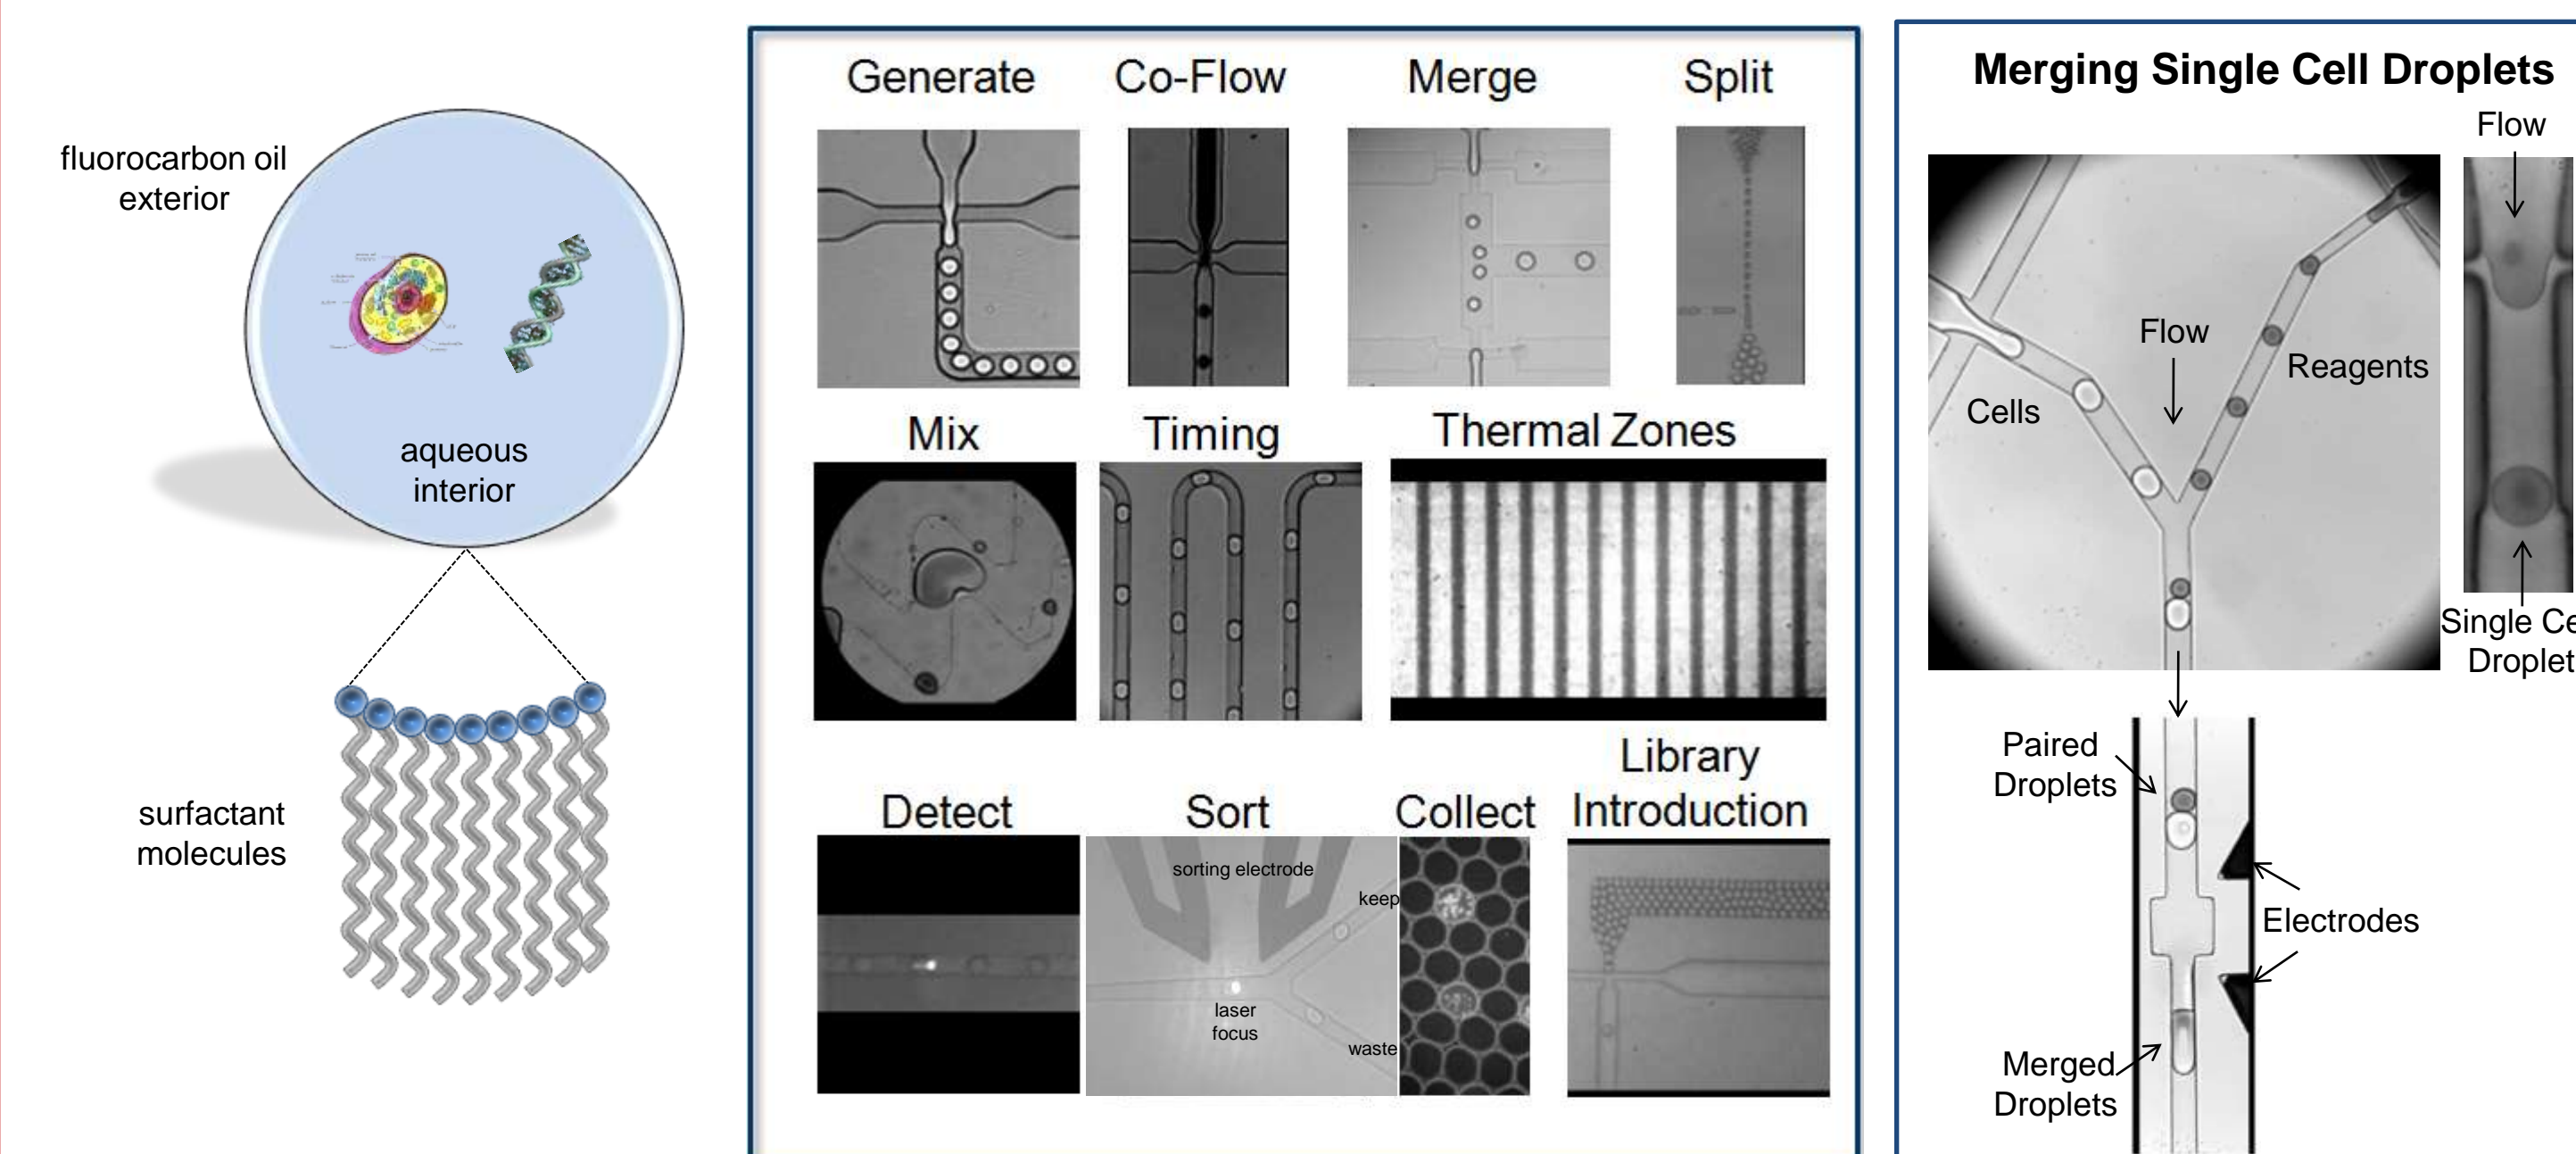 fluorocarbon oil
exterior
aqueous
interior
surfactant
molecules
Generate
Co-Flow
Merge
Split
Mix
Timing
Thermal Zones
Detect
Sort
Collect
Library
Introduction
sorting electrode
keep
laser
focus
waste
Merging Single Cell Droplets
Flow
Flow
Cells
Reagents
Single Ce
Droplet
Paired
Droplets
Electrodes
Merged
Droplets